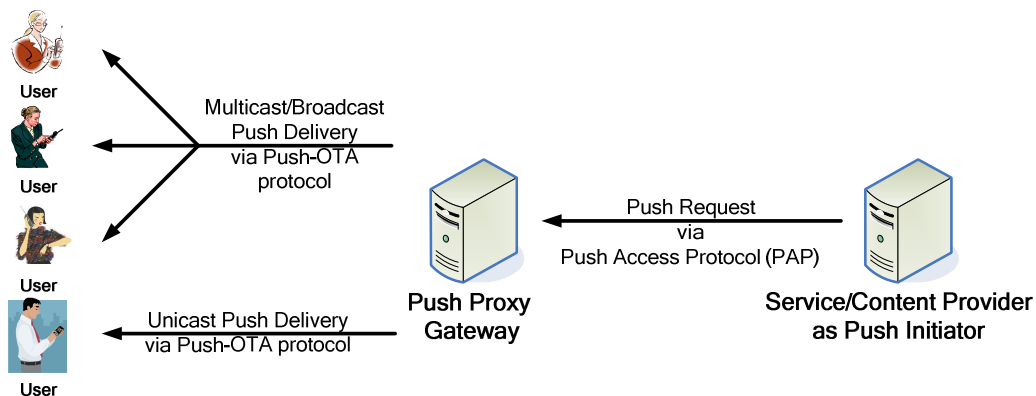 User
User
User
User
Multicast/Broadcast
Push Delivery
via Push-OTA
protocol
Unicast Push Delivery
via Push-OTA protocol
Push Proxy
Gateway
Push Request
via
Push Access Protocol (PAP)
Service/Content Provider
as Push Initiator